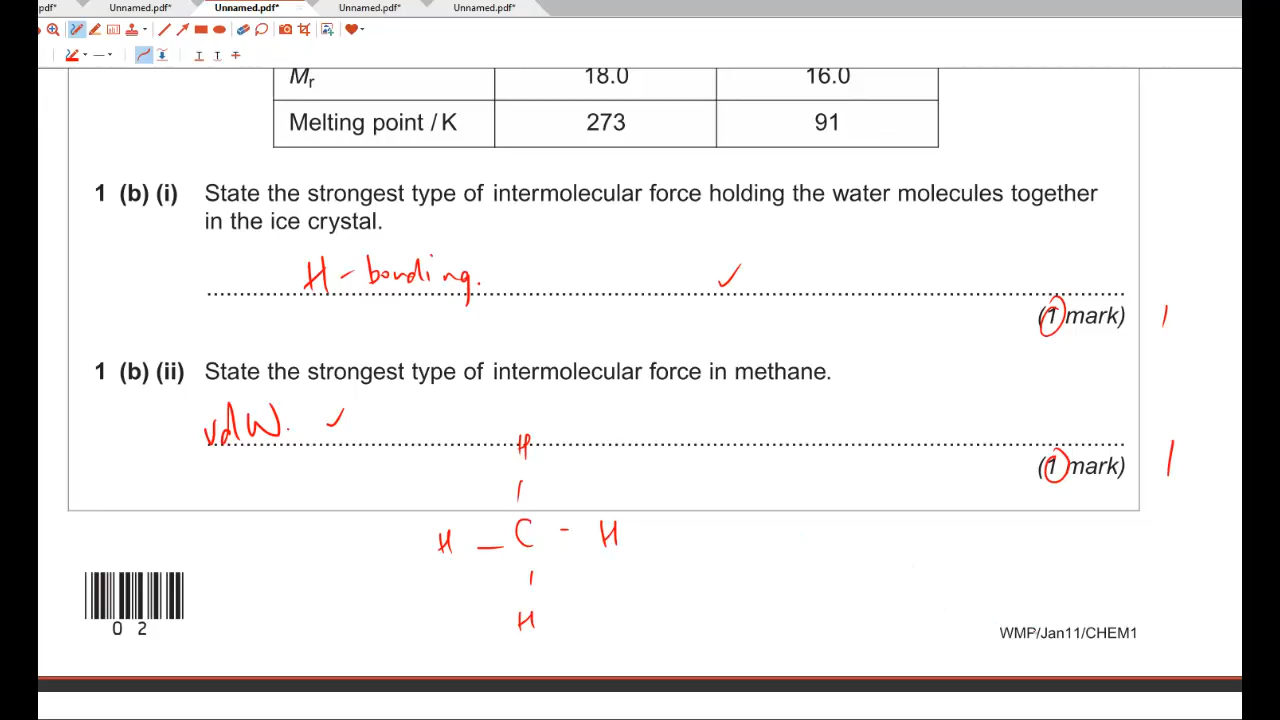 pdf* Unnamed.pdf* Unnamed.pdf* Unnamed.pdf* Unnamed.pdf*
Mr 18.0 16.0
Melting point / K 273 91
1 (b) (i) State the strongest type of intermolecular force holding the water molecules together
in the ice crystal.
H - bonding. ✓
(1 mark) 1
1 (b) (ii) State the strongest type of intermolecular force in methane.
vdW. ✓
(1 mark) 1
H
H - C - H
H
0 2
WMP/Jan11/CHEM1